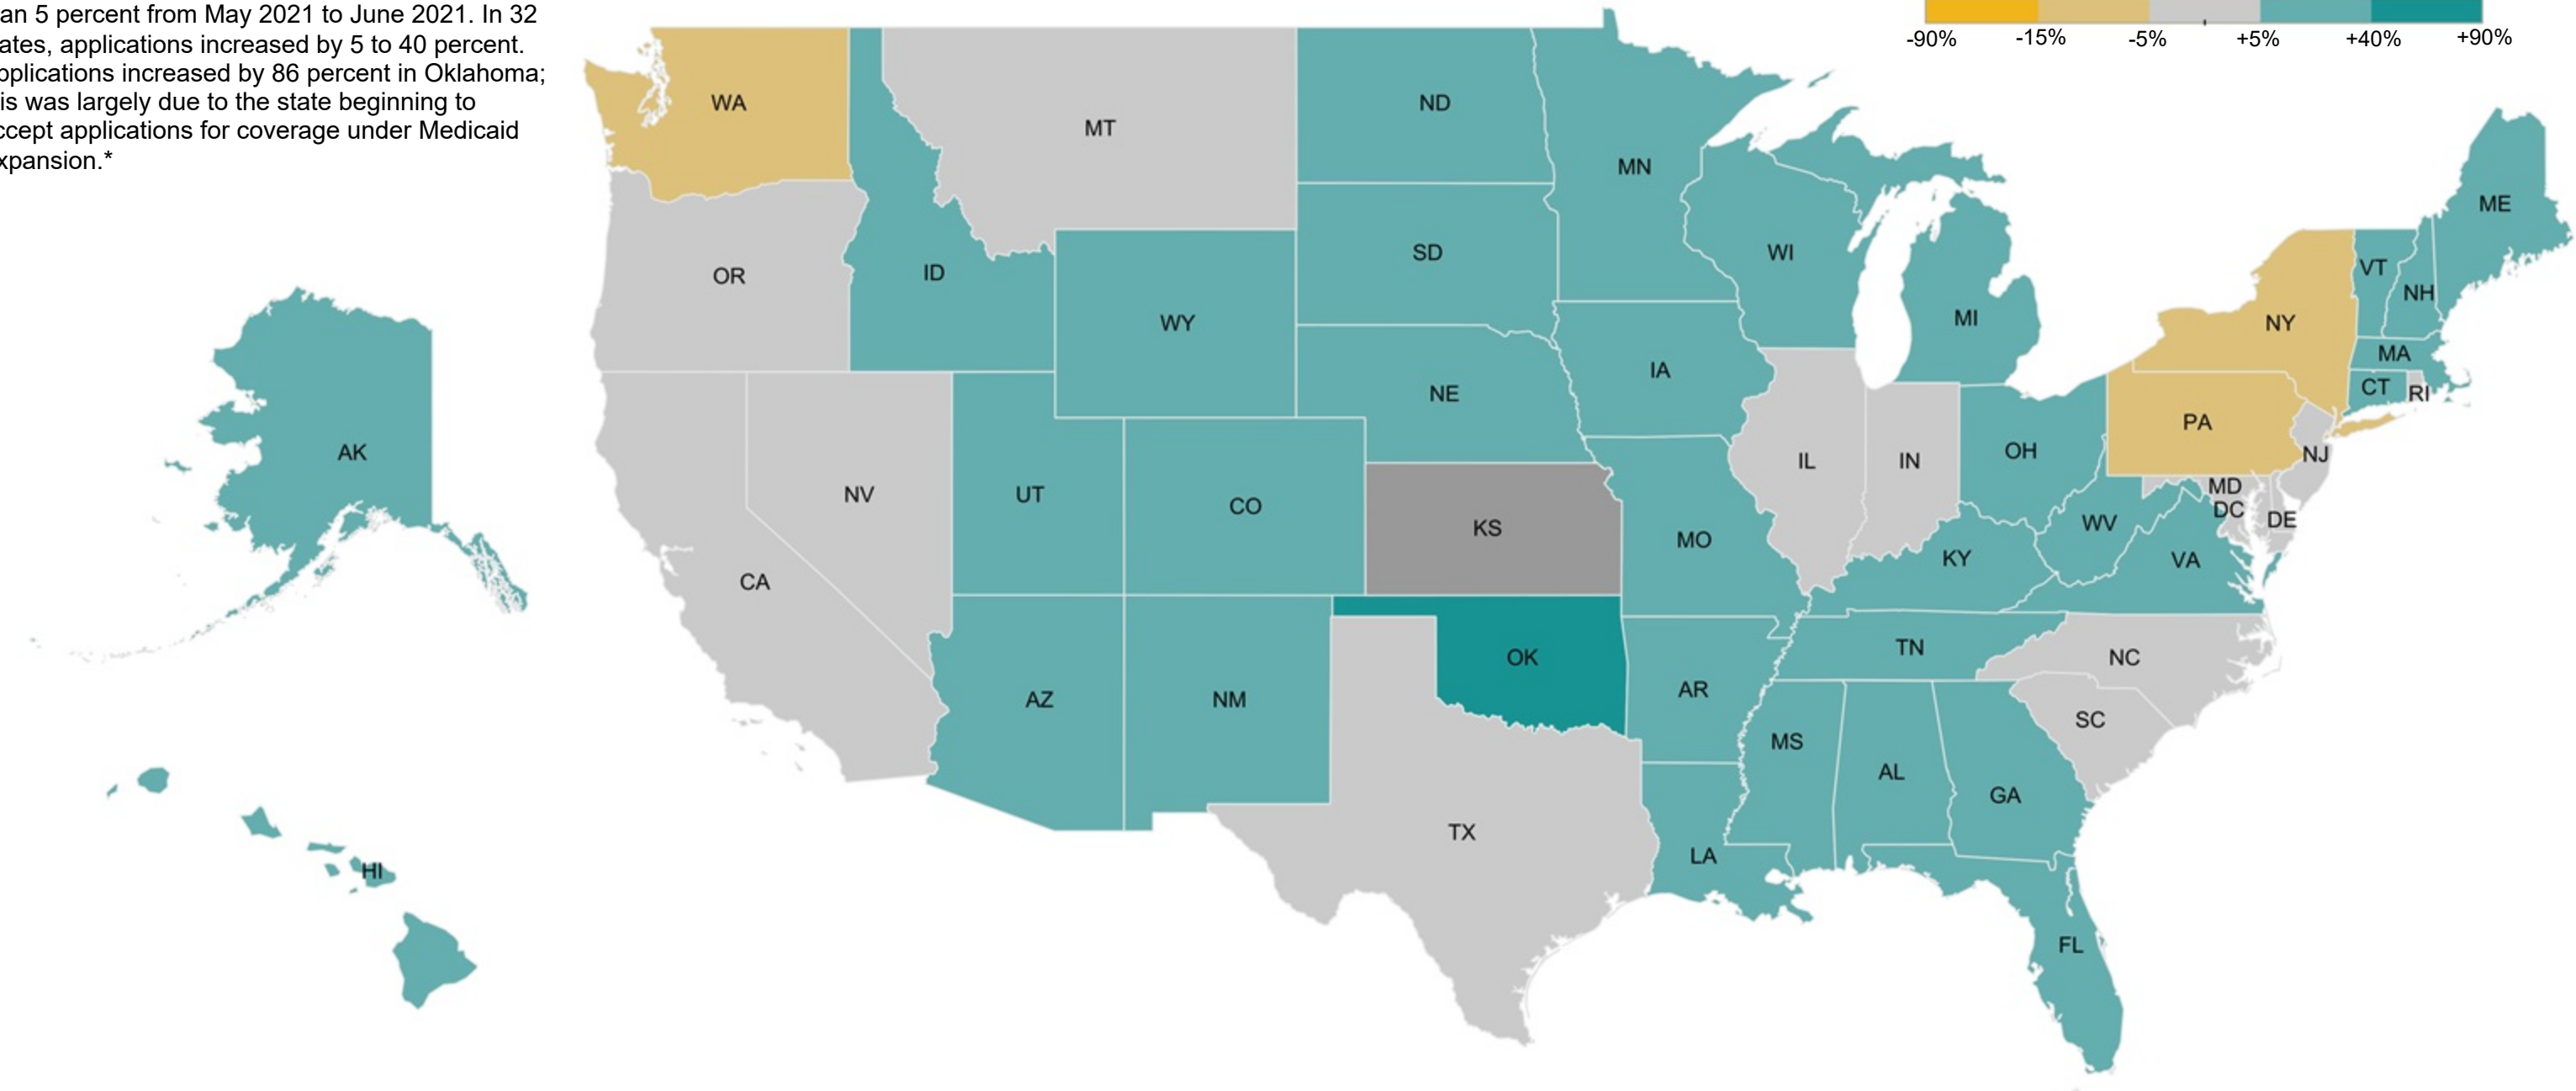 an 5 percent from May 2021 to June 2021. In 32
ates, applications increased by 5 to 40 percent.
pplications increased by 86 percent in Oklahoma;
is was largely due to the state beginning to
ccept applications for coverage under Medicaid
xpansion.*
-90% -15% -5% +5% +40% +90%
WA
MT
ND
MN
ME
OR
ID
SD
WI
VT
NH
WY
MI
NY
MA
IA
CT
RI
NE
PA
AK
IL
IN
OH
NJ
NV
UT
CO
MD
DC
DE
KS
WV
MO
KY
VA
CA
TN
OK
NC
AZ
NM
AR
SC
MS
AL
GA
TX
LA
HI
FL